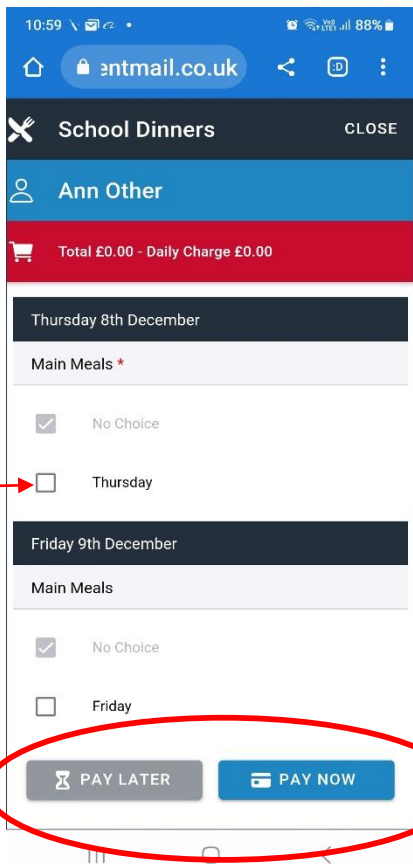 10:59 88%
entmail.co.uk :D
School Dinners CLOSE
Ann Other
Total £0.00 - Daily Charge £0.00
Thursday 8th December
Main Meals *
No Choice
Thursday
Friday 9th December
Main Meals
No Choice
Friday
PAY LATER PAY NOW